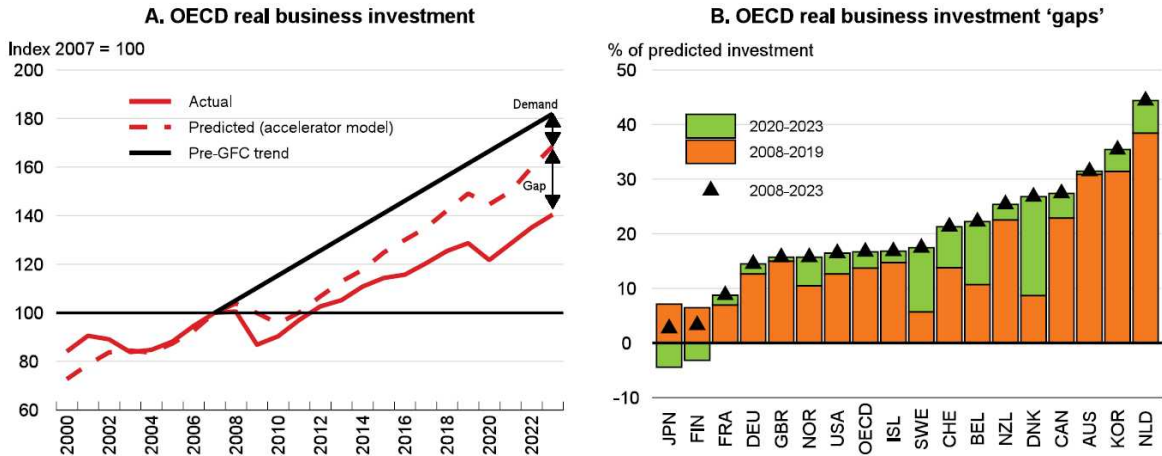 A. OECD real business investment
Index 2007 = 100
200
180
160
140
120
100
80
60
Actual
Predicted (accelerator model)
Pre-GFC trend
Demand
Gap
2000
2002
2004
2006
2008
2010
2012
2014
2016
2018
2020
2022
B. OECD real business investment ‘gaps’
% of predicted investment
50
40
30
20
10
0
-10
2020-2023
2008-2019
2008-2023
JPN
FIN
FRA
DEU
GBR
NOR
USA
OECD
ISL
SWE
CHE
BEL
NZL
DNK
CAN
AUS
KOR
NLD